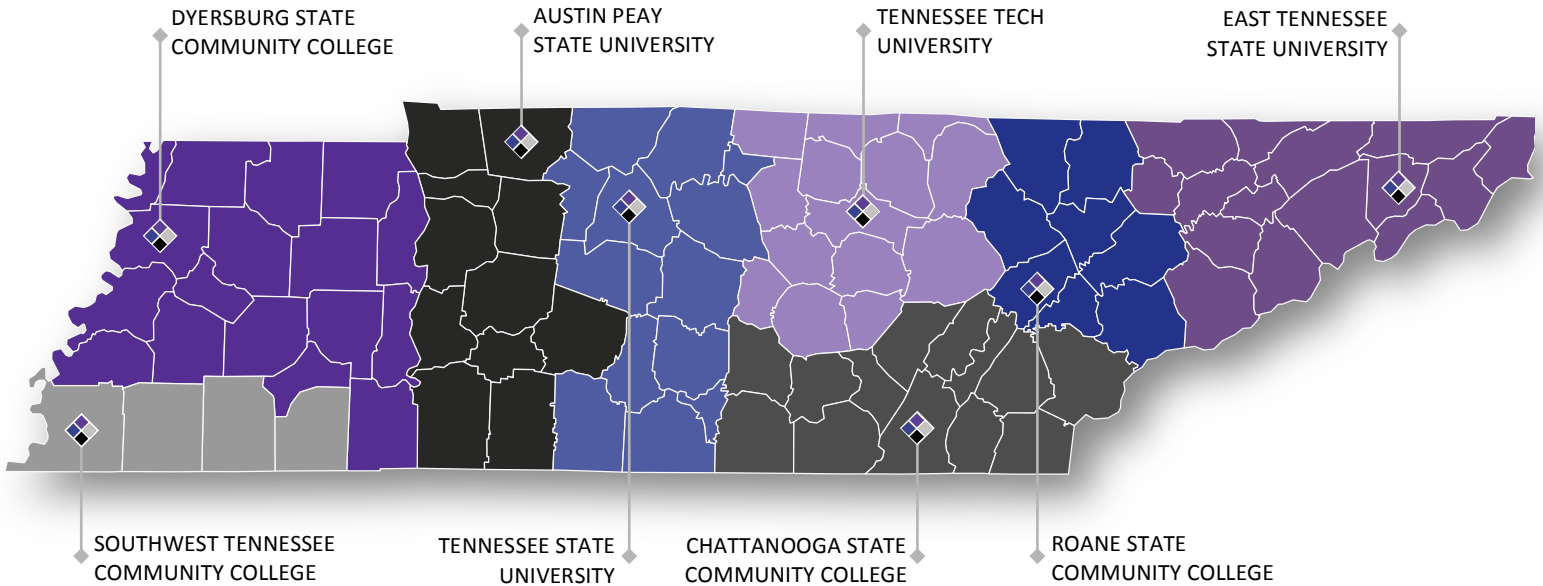 DYERSBURG STATE
COMMUNITY COLLEGE
AUSTIN PEAY
STATE UNIVERSITY
TENNESSEE TECH
UNIVERSITY
EAST TENNESSEE
STATE UNIVERSITY
SOUTHWEST TENNESSEE
COMMUNITY COLLEGE
TENNESSEE STATE
UNIVERSITY
CHATTANOOGA STATE
COMMUNITY COLLEGE
ROANE STATE
COMMUNITY COLLEGE